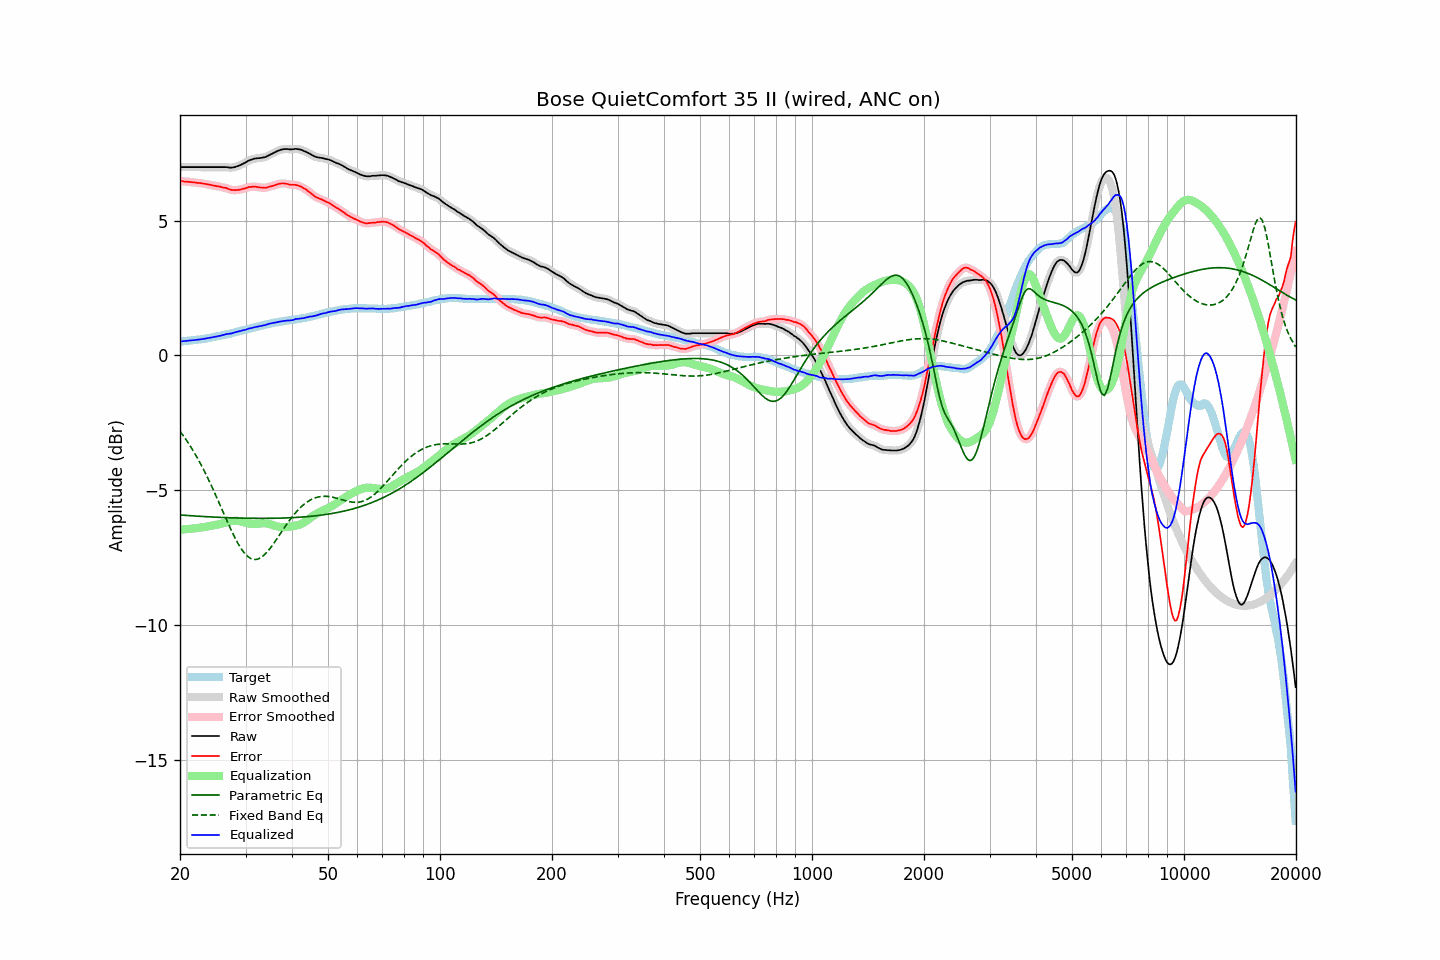 Bose QuietComfort 35 II (wired, ANC on)
Amplitude (dBr)
5
0
−5
−10
−15
Target
Raw Smoothed
Error Smoothed
Raw
Error
Equalization
Parametric Eq
Fixed Band Eq
Equalized
20 50 100 200 500 1000 2000 5000 10000 20000
Frequency (Hz)